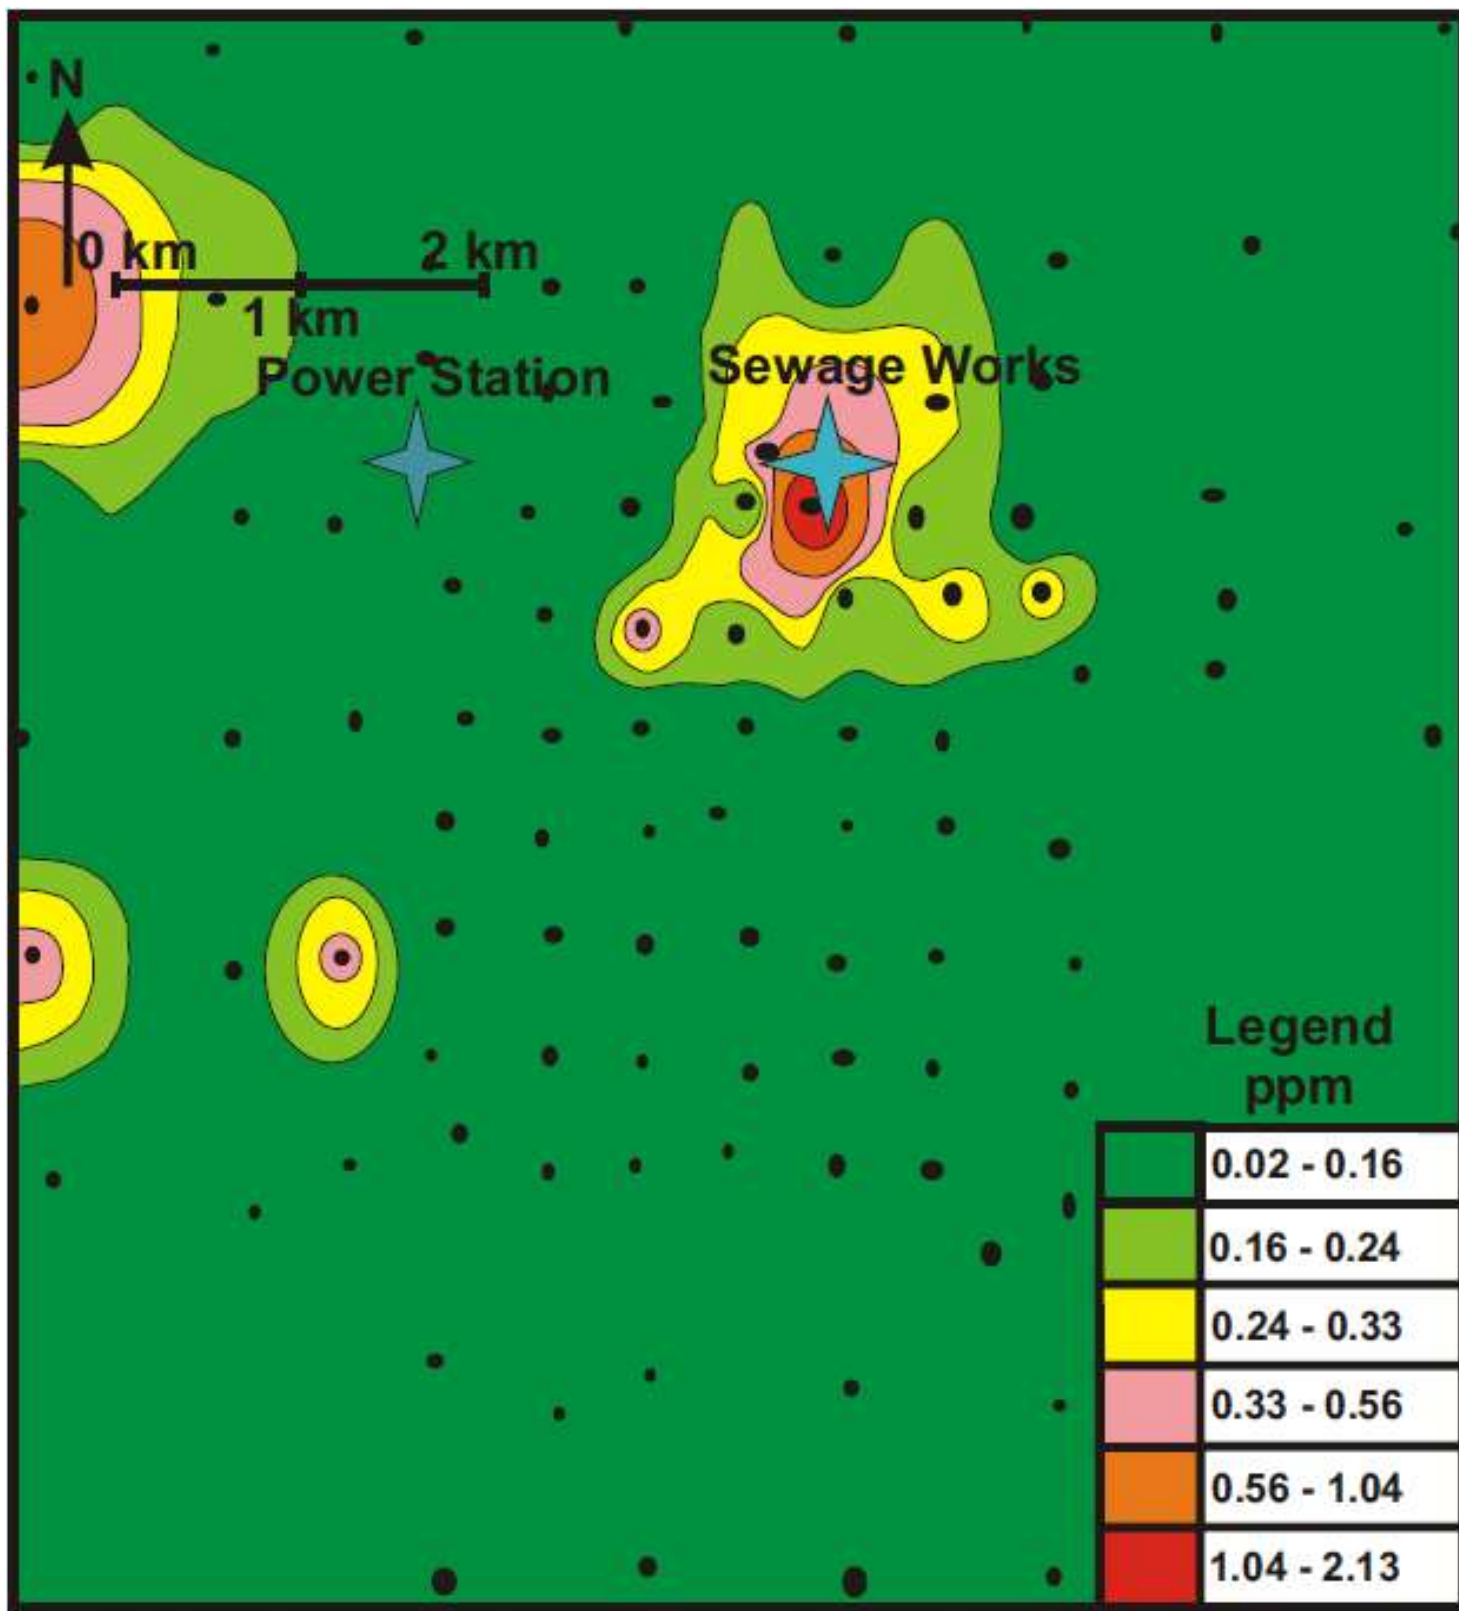 N
0 km
2 km
1 km
Power Station
Sewage Works
Legend
ppm
0.02 - 0.16
0.16 - 0.24
0.24 - 0.33
0.33 - 0.56
0.56 - 1.04
1.04 - 2.13